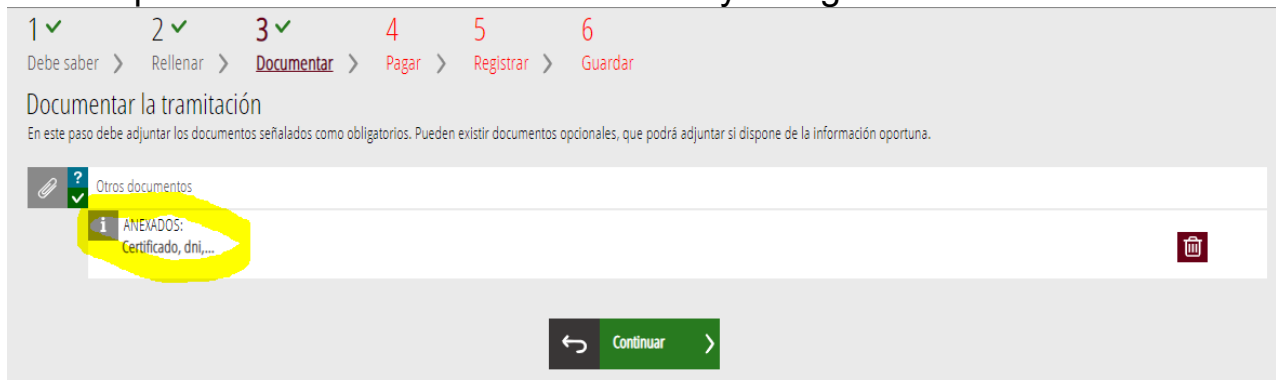 1 2 3 4 5 6
Debe saber > Rellenar > Documentar > Pagar > Registrar > Guardar
Documentar la tramitación
En este paso debe adjuntar los documentos señalados como obligatorios. Pueden existir documentos opcionales, que podrá adjuntar si dispone de la información oportuna.
? Otros documentos
i ANEXADOS:
Certificado, dni,...
Continuar >